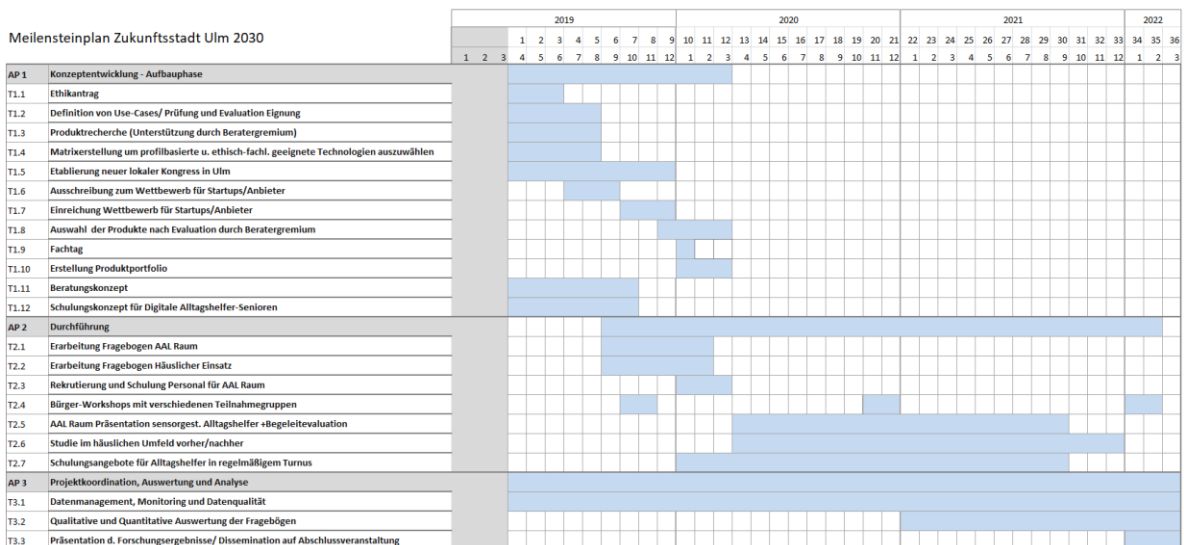 2019 2020 2021 2022
Meilensteinplan Zukunftsstadt Ulm 2030
1 2 3 4 5 6 7 8 9 10 11 12 13 14 15 16 17 18 19 20 21 22 23 24 25 26 27 28 29 30 31 32 33 34 35 36
1 2 3 4 5 6 7 8 9 10 11 12 1 2 3 4 5 6 7 8 9 10 11 12 1 2 3 4 5 6 7 8 9 10 11 12 1 2 3
AP 1 Konzeptentwicklung - Aufbauphase
T1.1 Ethikantrag
T1.2 Definition von Use-Cases/ Prüfung und Evaluation Eignung
T1.3 Produktrecherche (Unterstützung durch Beratergremium)
T1.4 Matrixerstellung um profilbasierte u. ethisch-fachl. geeignete Technologien auszuwählen
T1.5 Etablierung neuer lokaler Kongress in Ulm
T1.6 Ausschreibung zum Wettbewerb für Startups/Anbieter
T1.7 Einreichung Wettbewerb für Startups/Anbieter
T1.8 Auswahl der Produkte nach Evaluation durch Beratergremium
T1.9 Fachtag
T1.10 Erstellung Produktportfolio
T1.11 Beratungskonzept
T1.12 Schulungskonzept für Digitale Alltagshelfer-Senioren
AP 2 Durchführung
T2.1 Erarbeitung Fragebogen AAL Raum
T2.2 Erarbeitung Fragebogen Häuslicher Einsatz
T2.3 Rekrutierung und Schulung Personal für AAL Raum
T2.4 Bürger-Workshops mit verschiedenen Teilnahmegruppen
T2.5 AAL Raum Präsentation sensorgest. Alltagshelfer +Begeleitevaluation
T2.6 Studie im häuslichen Umfeld vorher/nachher
T2.7 Schulungsangebote für Alltagshelfer in regelmäßigem Turnus
AP 3 Projektkoordination, Auswertung und Analyse
T3.1 Datenmanagement, Monitoring und Datenqualität
T3.2 Qualitative und Quantitative Auswertung der Fragebögen
T3.3 Präsentation d. Forschungsergebnisse/ Dissemination auf Abschlussveranstaltung